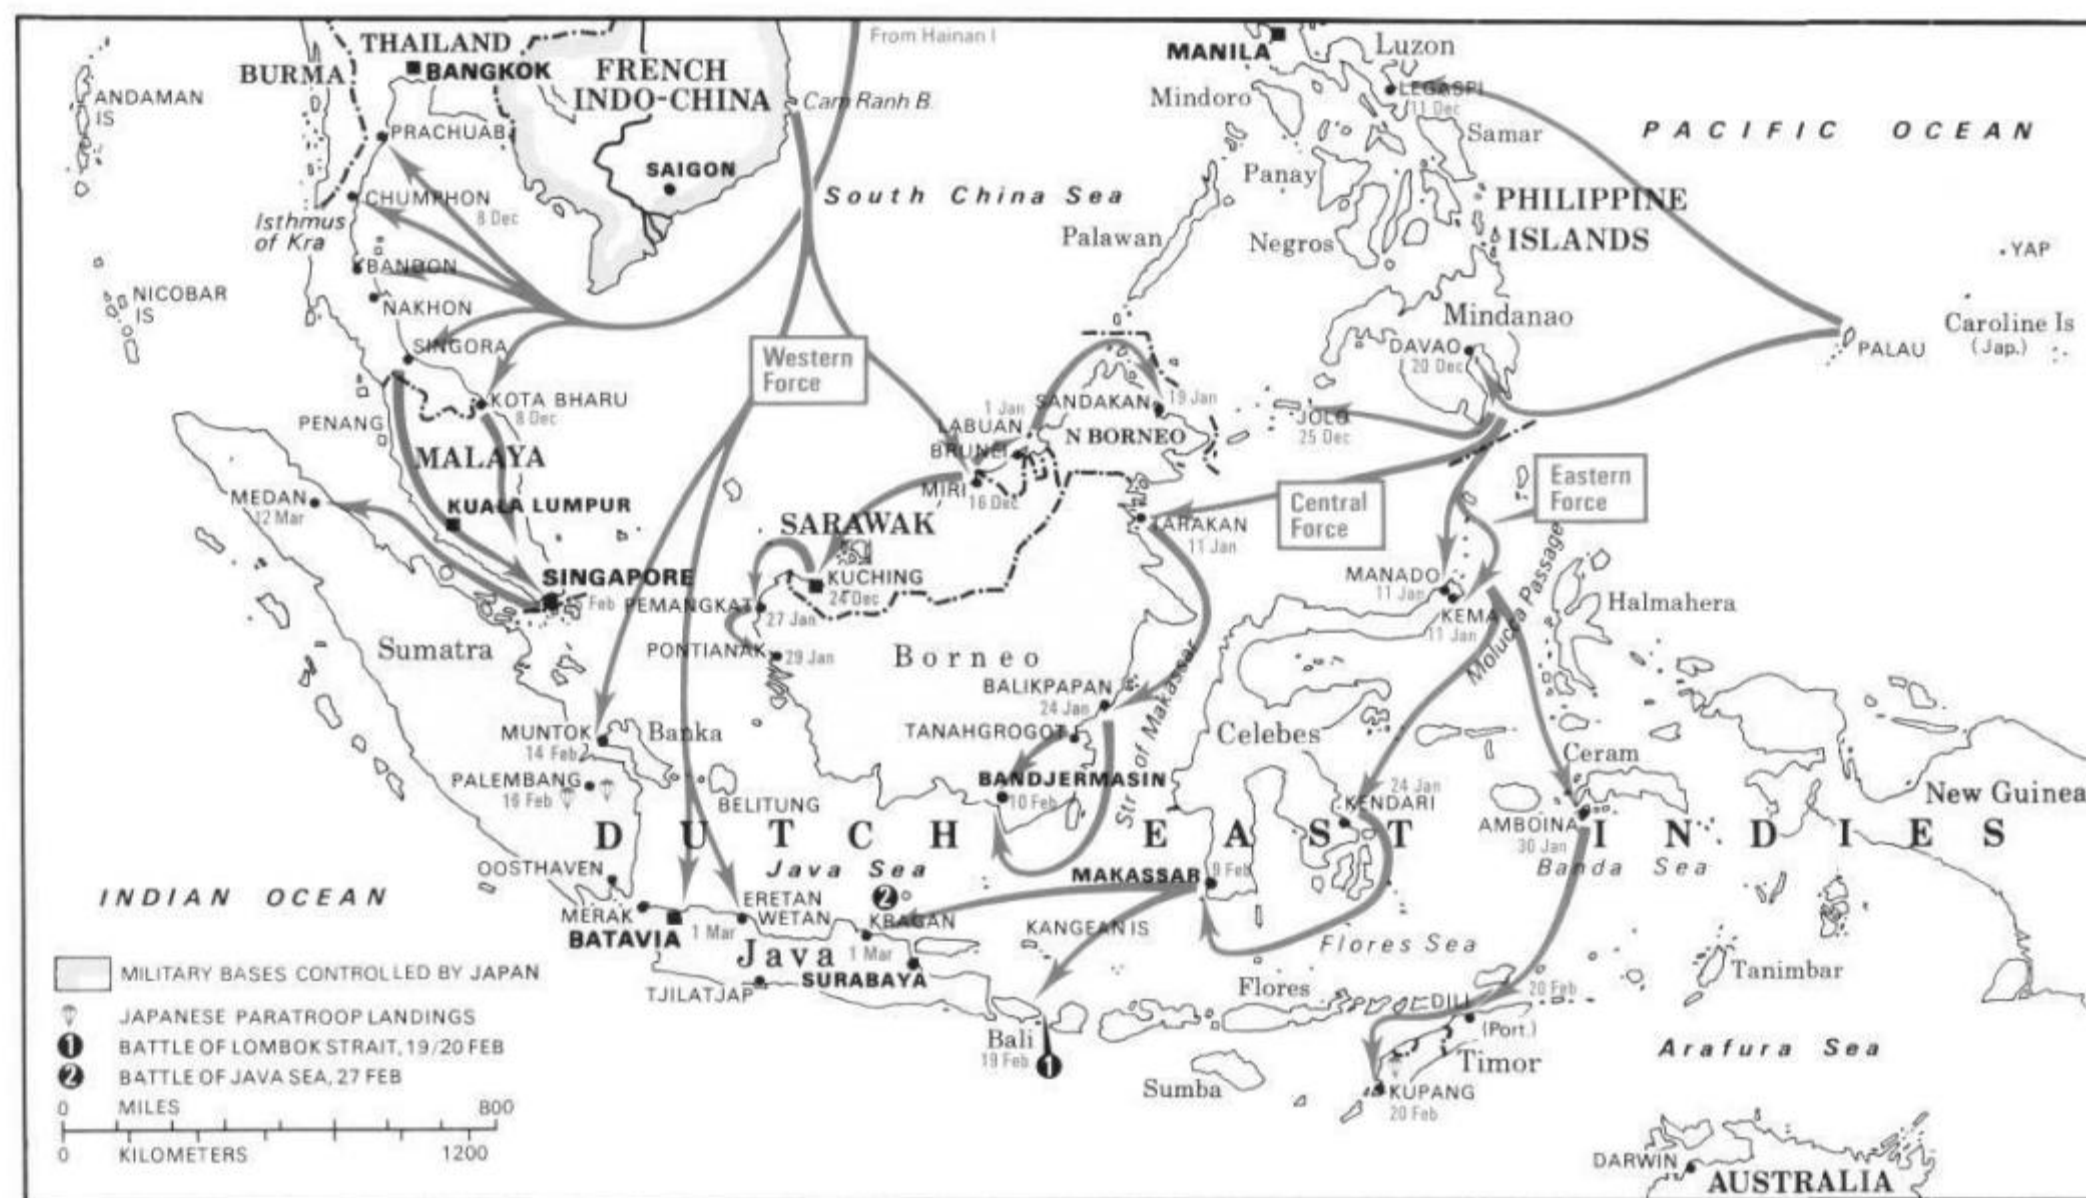 From Hainan I
THAILAND
BANGKOK
BURMA
FRENCH
INDO-CHINA
Cam Ranh B.
ANDAMAN
IS
PRACHUAB
SAIGON
CHUMPHON
8 Dec
Isthmus
of Kra
BANDON
NAKHON
NICOBAR
IS
SINGORA
South China Sea
MANILA
Luzon
LEGASPI
11 Dec
Mindoro
Samar
Panay
PACIFIC OCEAN
PHILIPPINE
ISLANDS
Palawan
Negros
YAP
Mindanao
Caroline Is
(Jap.)
PALAU
DAVAO
20 Dec
JOLO
25 Dec
Western
Force
KOTA BHARU
8 Dec
PENANG
MALAYA
MEDAN
12 Mar
KUALA LUMPUR
SINGAPORE
Feb
1 Jan
SANDAKAN
19 Jan
LABUAN
N BORNEO
BRUNEI
MIRI
16 Dec
SARAWAK
KUCHING
24 Dec
PEMANGKAT
27 Jan
PONTIANAK
29 Jan
Central
Force
Eastern
Force
TARAKAN
11 Jan
MANADO
11 Jan
KEMA
11 Jan
Molucca Passage
Halmahera
Sumatra
Borneo
BALIKPAPAN
24 Jan
TANAHGROGOT
Str of Makassar
Celebes
BANDJERMASIN
10 Feb
MUNTOK
14 Feb
Banka
PALEMBANG
16 Feb
BELITUNG
24 Jan
KENDARI
Ceram
AMBOINA
30 Jan
New Guinea
DUTCH EAST INDIES
Java Sea
Banda Sea
OOSTHAVEN
INDIAN OCEAN
MAKASSAR
9 Feb
2
ERETAN
WETAN
MERAK
BATAVIA
1 Mar
KRAGAN
1 Mar
Java
SURABAYA
TJILATJAP
KANGEAN IS
Flores Sea
Flores
Tanimbar
DILI
20 Feb
(Port.)
Timor
Bali
19 Feb
1
Sumba
KUPANG
20 Feb
Arafura Sea
DARWIN
AUSTRALIA
MILITARY BASES CONTROLLED BY JAPAN
JAPANESE PARATROOP LANDINGS
1 BATTLE OF LOMBOK STRAIT, 19/20 FEB
2 BATTLE OF JAVA SEA, 27 FEB
0 MILES 800
0 KILOMETERS 1200